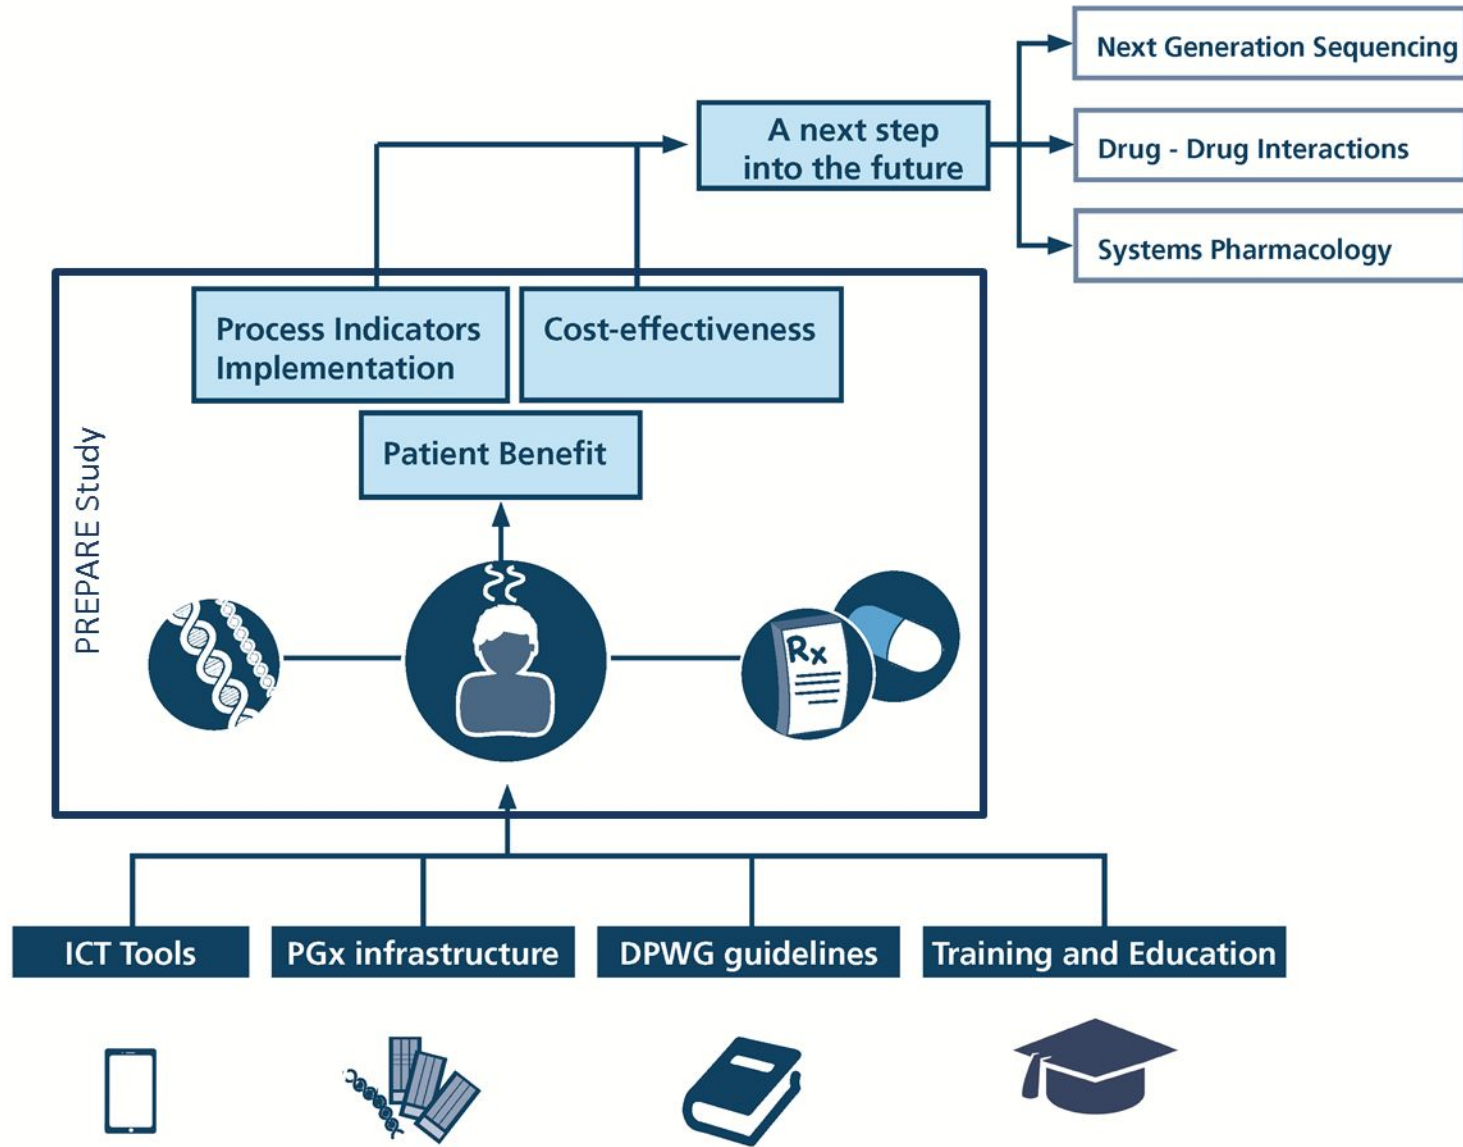 Next Generation Sequencing
A next step
into the future
Drug - Drug Interactions
Systems Pharmacology
Process Indicators
Implementation
Cost-effectiveness
Patient Benefit
PREPARE Study
Rx
ICT Tools
PGx infrastructure
DPWG guidelines
Training and Education